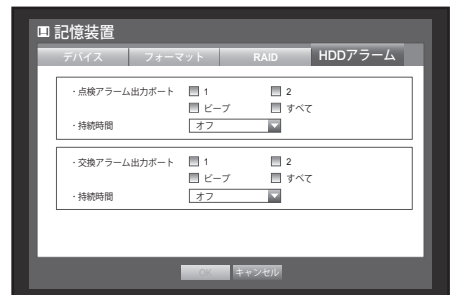 記憶装置
デバイス フォーマット RAID HDDアラーム
・点検アラーム出力ポート 1 2
ビープ すべて
・持続時間 オフ
・交換アラーム出力ポート 1 2
ビープ すべて
・持続時間 オフ
OK キャンセル